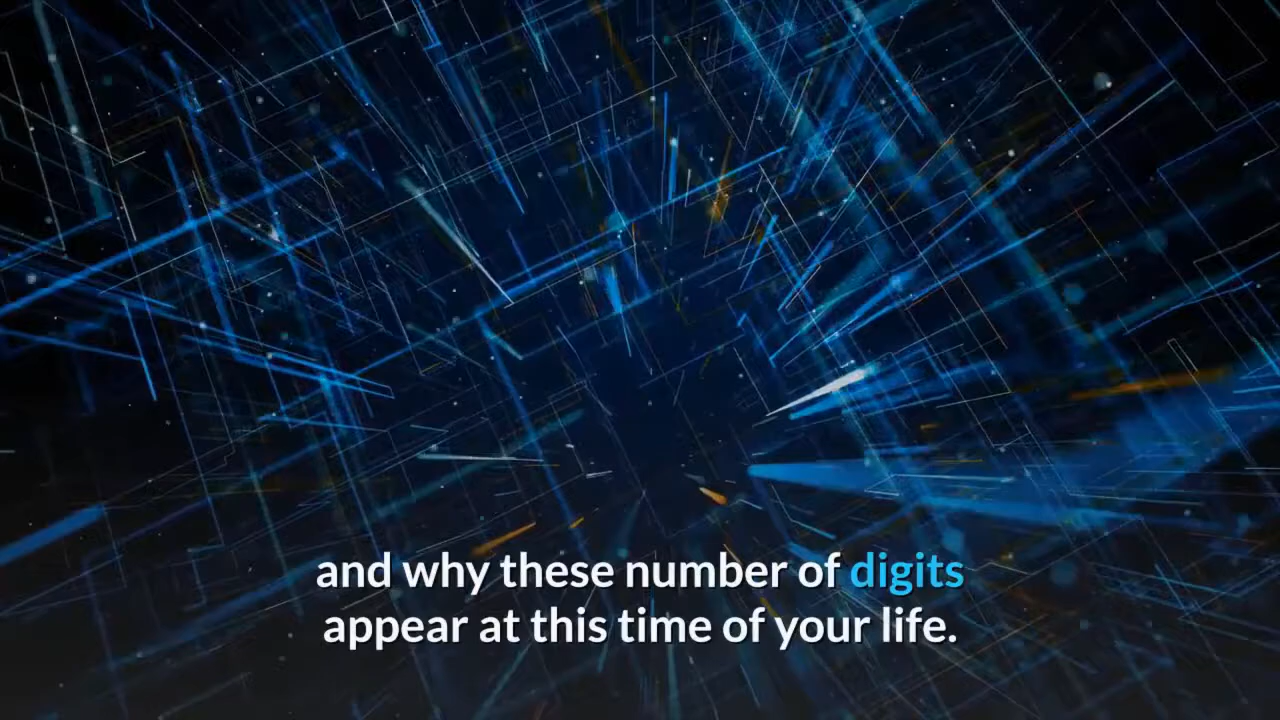 and why these number of digits
appear at this time of your life.